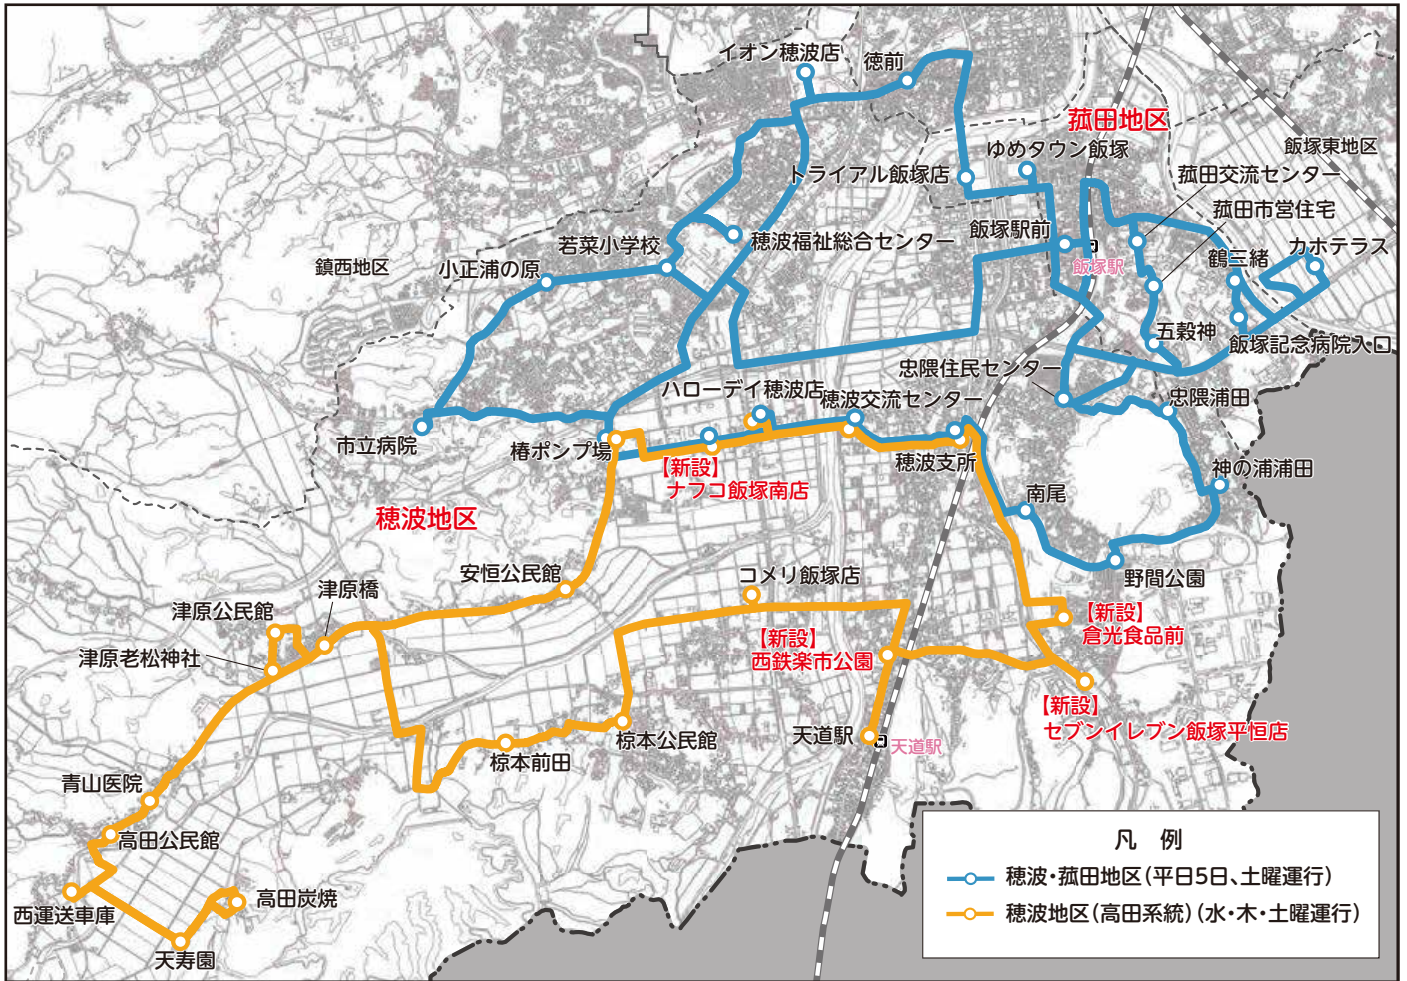 イオン穂波店
徳前
菰田地区
ゆめタウン飯塚
飯塚東地区
トライアル飯塚店
菰田交流センター
菰田市営住宅
若菜小学校
穂波福祉総合センター
飯塚駅前
飯塚駅
鶴三緒
カホテラス
鎮西地区
小正浦の原
五穀神
飯塚記念病院入口
忠隈住民センター
ハローデイ穂波店
穂波交流センター
忠隈浦田
市立病院
椿ポンプ場
【新設】
ナフコ飯塚南店
穂波支所
神の浦浦田
穂波地区
南尾
安恒公民館
コメリ飯塚店
野間公園
津原橋
津原公民館
津原老松神社
【新設】
倉光食品前
【新設】
西鉄楽市公園
【新設】
セブンイレブン飯塚平恒店
天道駅
天道駅
椋本公民館
椋本前田
青山医院
高田公民館
高田炭焼
西運送車庫
天寿園
凡 例
穂波・菰田地区(平日5日、土曜運行)
穂波地区(高田系統)(水・木・土曜運行)